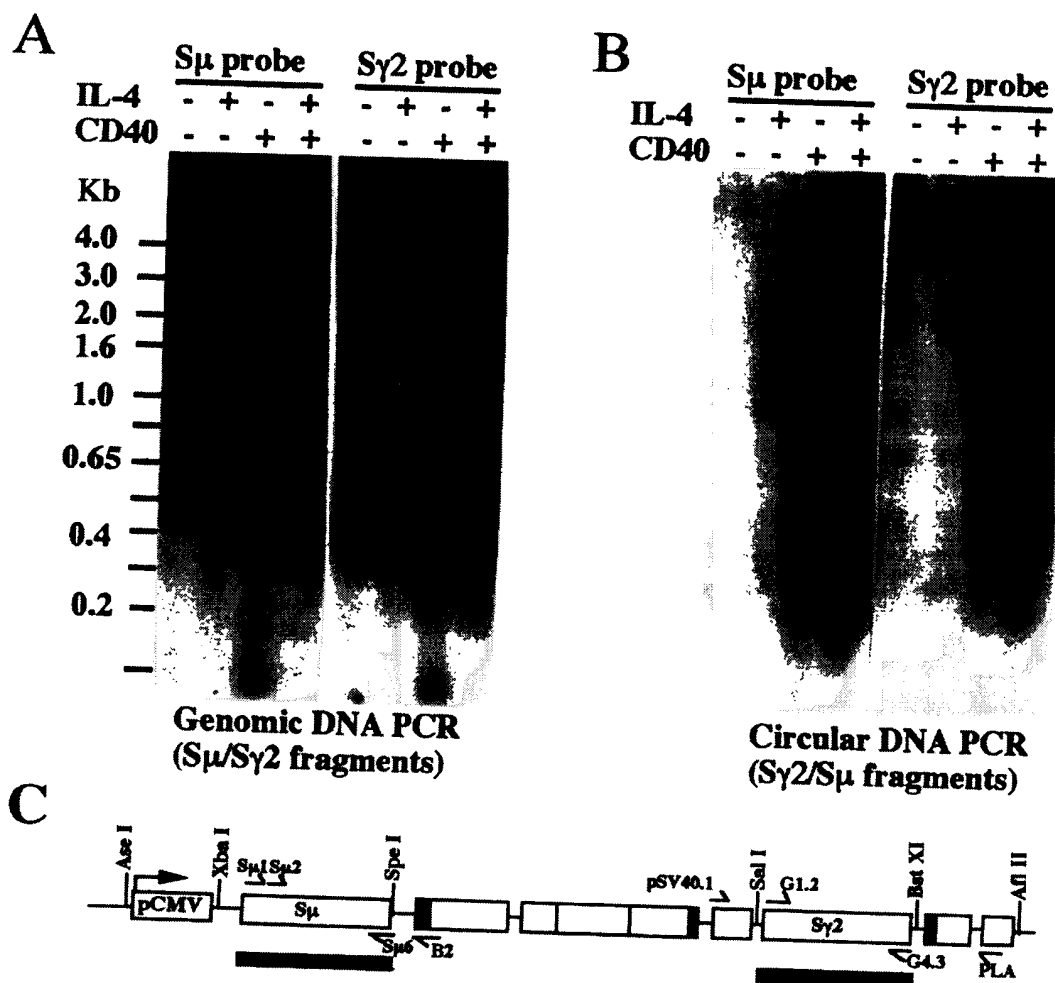 A
Sμ probe Sγ2 probe
IL-4 - + - + - + - +
CD40 - - + + - - + +
Kb
4.0
3.0
2.0
1.6
1.0
0.65
0.4
0.2
Genomic DNA PCR
(Sμ/Sγ2 fragments)
B
Sμ probe Sγ2 probe
IL-4 - + - + - + - +
CD40 - - + + - - + +
Circular DNA PCR
(Sγ2/Sμ fragments)
C
Ase I Xba I Spe I Sal I Bst XI Afl II
Sμ1 Sμ2 pSV40.1 G1.2
pCMV Sμ Sγ2
Sμ6 B2 G4.3 PLA